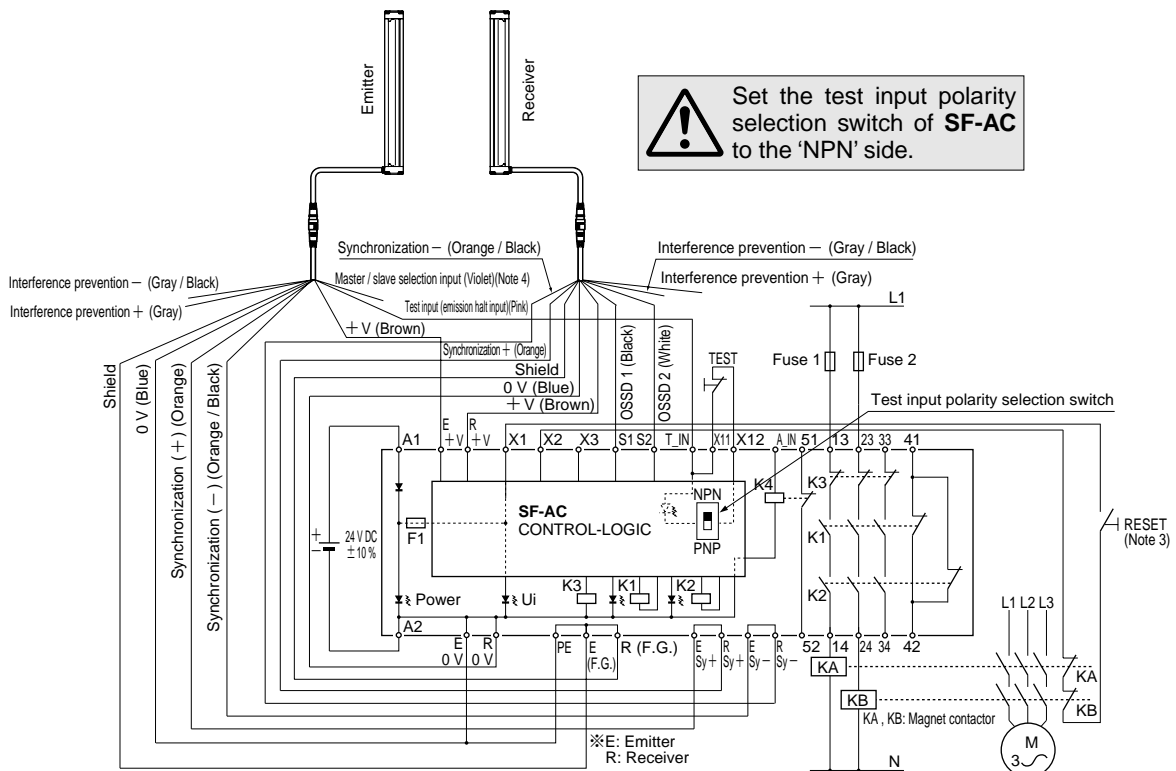 Emitter
Receiver
Set the test input polarity
selection switch of SF-AC
to the ‘NPN’ side.
Synchronization－ (Orange / Black)
Interference prevention－ (Gray / Black)
Interference prevention－ (Gray / Black)
Master / slave selection input (Violet)(Note 4)
Interference prevention＋ (Gray)
Interference prevention＋ (Gray)
Test input (emission halt input)(Pink)
L1
＋V (Brown)
Synchronization＋ (Orange)
Shield
0 V (Blue)
＋V (Brown)
OSSD 1 (Black)
OSSD 2 (White)
TEST
Fuse 1
Fuse 2
Shield
0 V (Blue)
Synchronization (＋) (Orange)
Synchronization (－) (Orange / Black)
Test input polarity selection switch
A1
E
＋V
R
＋V
X1
X2
X3
S1
S2
T_IN
X11
X12
A_IN
51
13
23
33
41
K4
K3
NPN
SF-AC
CONTROL-LOGIC
PNP
F1
＋
－
24 V DC
±10 %
K1
RESET
(Note 3)
K3
K1
K2
K2
Power
Ui
L1
L2
L3
A2
E
0 V
R
0 V
PE
E
(F.G.)
R (F.G.)
E
Sy＋
R
Sy＋
E
Sy－
R
Sy－
52
14
24
34
42
KA
KA
KB
KB
KA , KB: Magnet contactor
※E: Emitter
R: Receiver
M
3
N